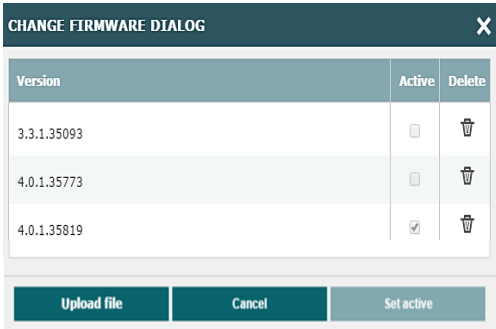 CHANGE FIRMWARE DIALOG
Version Active Delete
3.3.1.35093
4.0.1.35773
4.0.1.35819
Upload file Cancel Set active